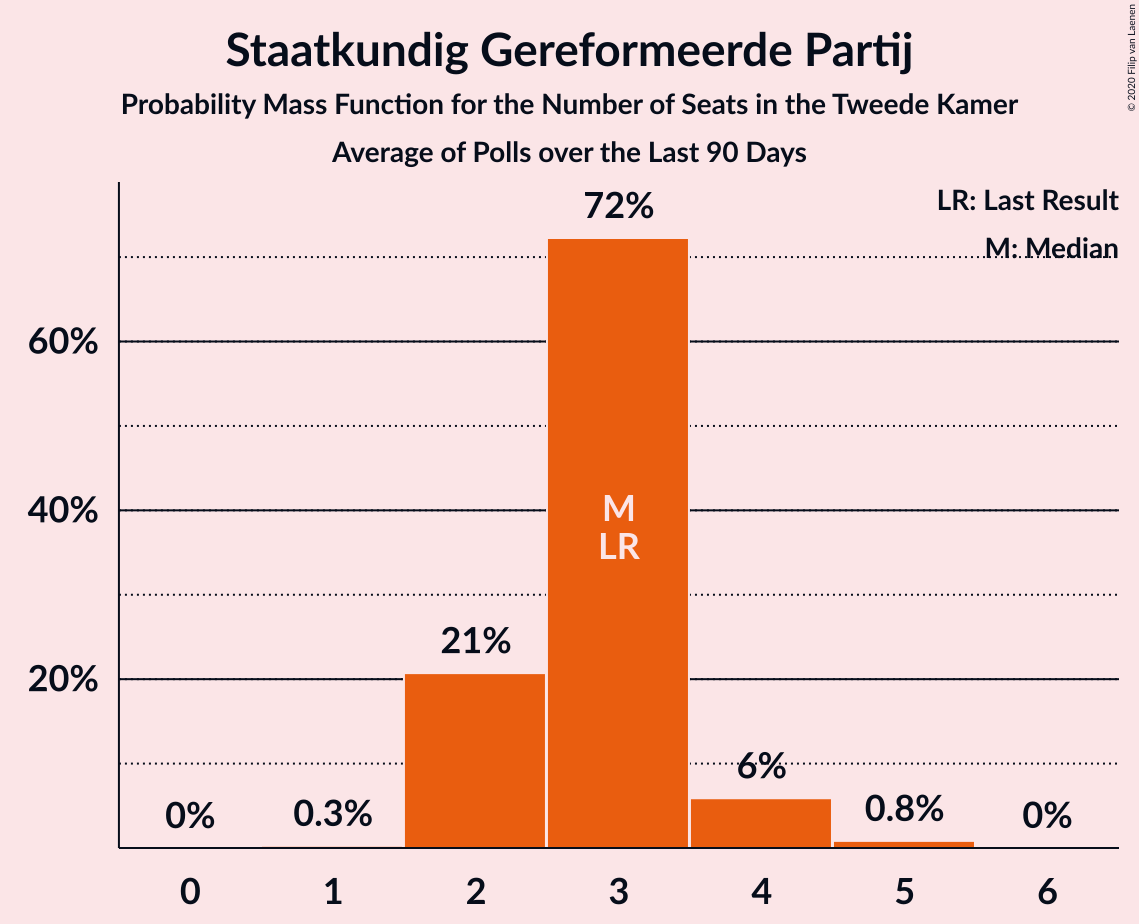 Staatkundig Gereformeerde Partij
Probability Mass Function for the Number of Seats in the Tweede Kamer
Average of Polls over the Last 90 Days
© 2020 Filip van Laenen
LR: Last Result
M: Median
72%
60%
40%
M
LR
21%
20%
6%
0%
0.3%
0.8%
0%
0 1 2 3 4 5 6